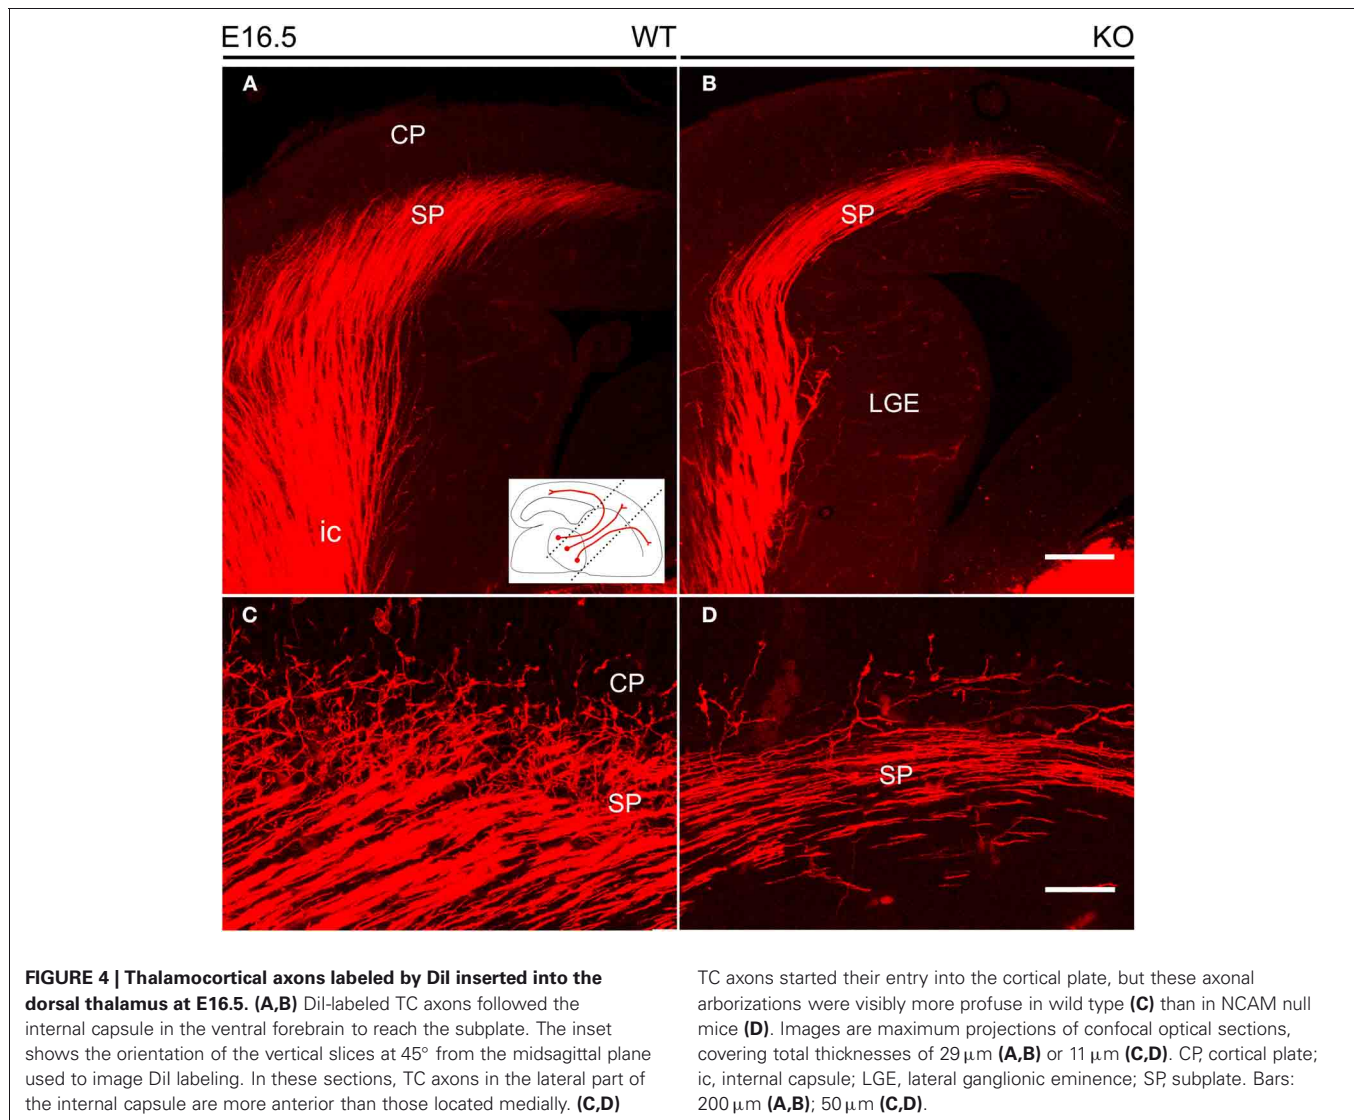 E16.5 WT KO
A B
CP
SP SP
LGE
ic
C D
CP
SP SP
FIGURE 4 | Thalamocortical axons labeled by DiI inserted into the
dorsal thalamus at E16.5. (A,B) DiI-labeled TC axons followed the
internal capsule in the ventral forebrain to reach the subplate. The inset
shows the orientation of the vertical slices at 45° from the midsagittal plane
used to image DiI labeling. In these sections, TC axons in the lateral part of
the internal capsule are more anterior than those located medially. (C,D)
TC axons started their entry into the cortical plate, but these axonal
arborizations were visibly more profuse in wild type (C) than in NCAM null
mice (D). Images are maximum projections of confocal optical sections,
covering total thicknesses of 29 μm (A,B) or 11 μm (C,D). CP, cortical plate;
ic, internal capsule; LGE, lateral ganglionic eminence; SP, subplate. Bars:
200 μm (A,B); 50 μm (C,D).